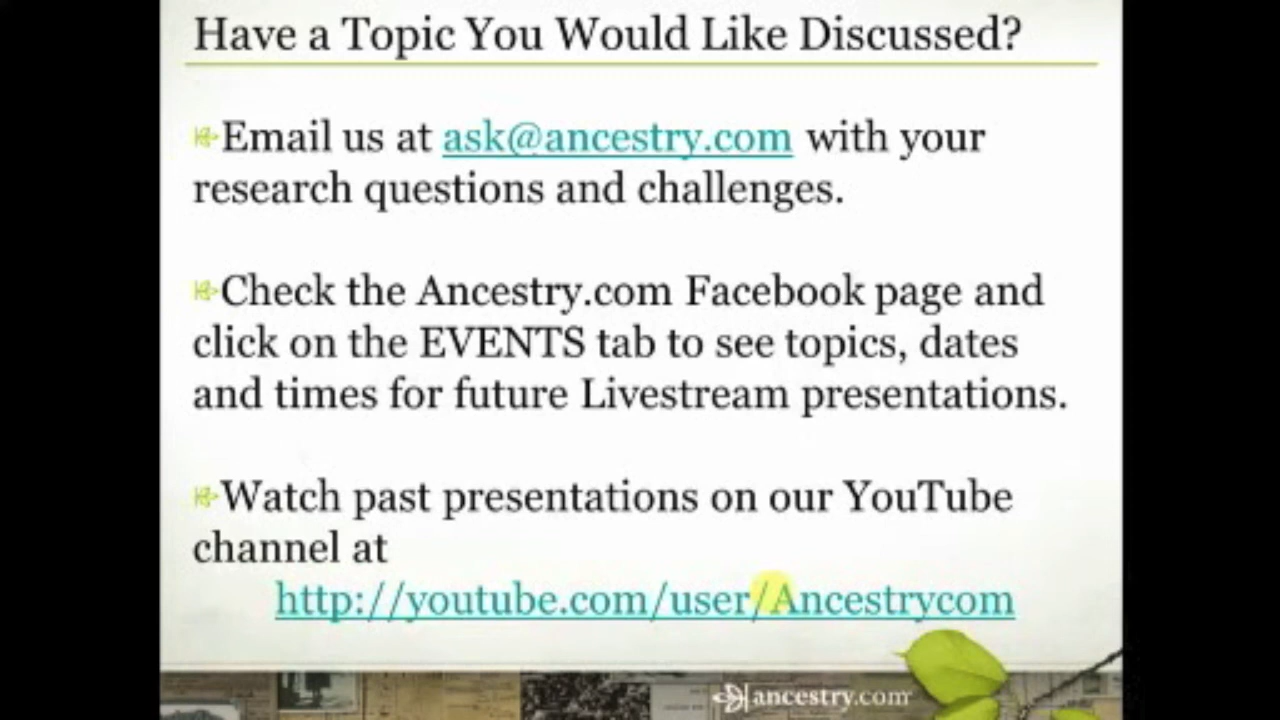 Have a Topic You Would Like Discussed?
Email us at ask@ancestry.com with your
research questions and challenges.
Check the Ancestry.com Facebook page and
click on the EVENTS tab to see topics, dates
and times for future Livestream presentations.
Watch past presentations on our YouTube
channel at
http://youtube.com/user/Ancestrycom
ancestry.com